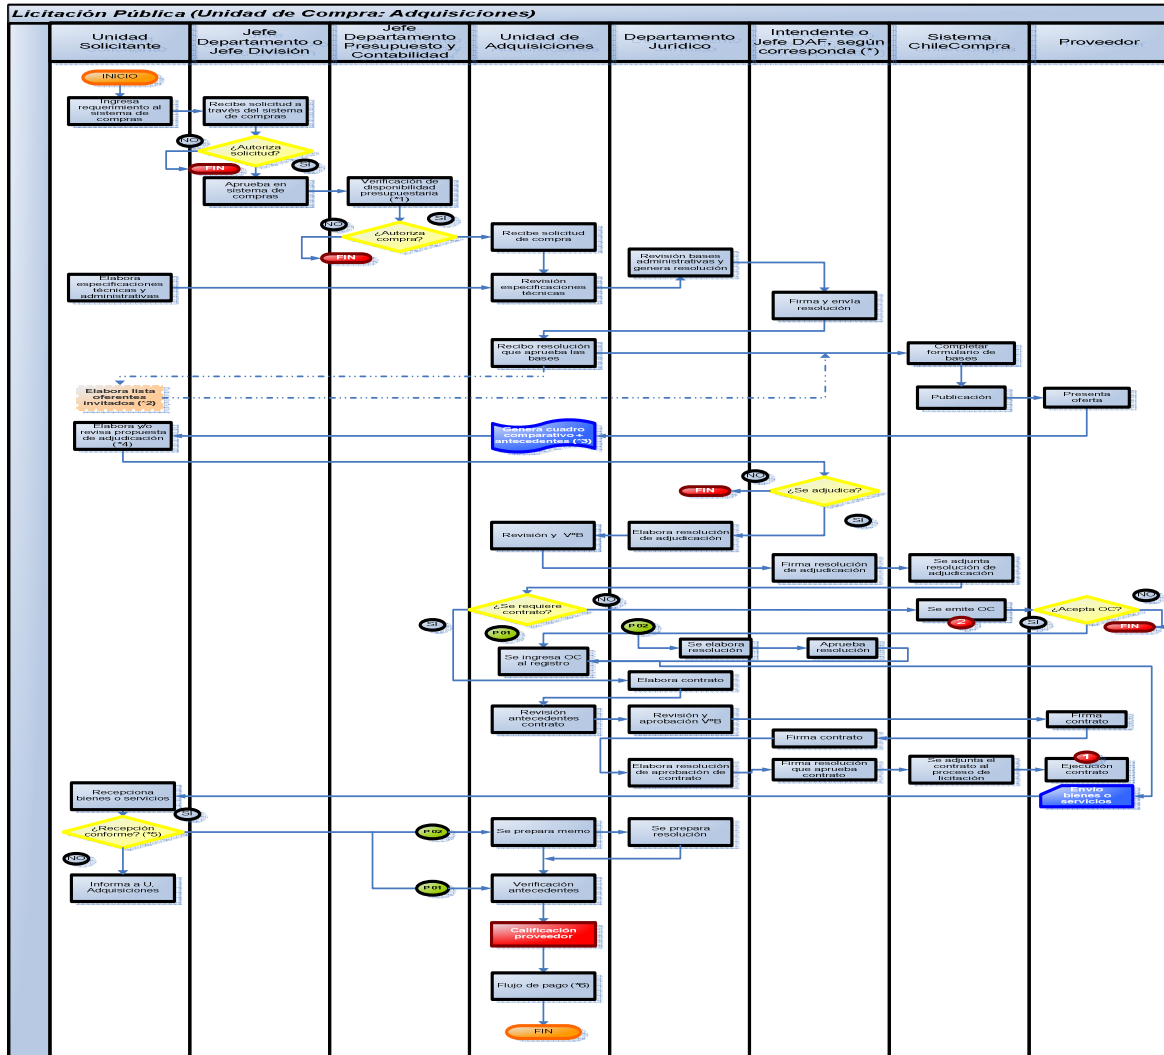 Licitación Pública (Unidad de Compra: Adquisiciones)
Unidad
Solicitante
Jefe
Departamento o
Jefe División
Jefe
Departamento
Presupuesto y
Contabilidad
Unidad de
Adquisiciones
Departamento
Jurídico
Intendente o
Jefe DAF, según
corresponda (*)
Sistema
ChileCompra
Proveedor
INICIO
Ingresa
requerimiento al
sistema de
compras
Recibe solicitud a
través del sistema
de compras
NO
¿Autoriza
solicitud?
SI
FIN
Aprueba en
sistema de
compras
Verificación de
disponibilidad
presupuestaria
(*1)
NO
SI
¿Autoriza
compra?
FIN
Recibe solicitud
de compra
Revisión bases
administrativas y
genera resolución
Elabora
especificaciones
técnicas y
administrativas
Revisión
especificaciones
técnicas
Firma y envía
resolución
Recibo resolución
que aprueba las
bases
Completar
formulario de
bases
Elabora lista
oferentes
invitados (*2)
Publicación
Presenta
oferta
Elabora y/o
revisa propuesta
de adjudicación
(*4)
Genera cuadro
comparativo +
antecedentes (*3)
NO
FIN
¿Se adjudica?
SI
Revisión y V°B
Elabora resolución
de adjudicación
Firma resolución
de adjudicación
Se adjunta
resolución de
adjudicación
¿Se requiere
contrato?
NO
Se emite OC
2
¿Acepta OC?
NO
SI
SI
FIN
P 01
P 02
Se ingresa OC
al registro
Se elabora
resolución
Aprueba
resolución
Elabora contrato
Revisión
antecedentes
contrato
Revisión y
aprobación V°B
Firma
contrato
Firma contrato
Elabora resolución
de aprobación de
contrato
Firma resolución
que aprueba
contrato
Se adjunta el
contrato al
proceso de
licitación
1
Ejecución
contrato
Recepciona
bienes o servicios
Envío
bienes o
servicios
SI
¿Recepción
conforme? (*5)
NO
P 02
Se prepara memo
Se prepara
resolución
Informa a U,
Adquisiciones
P 01
Verificación
antecedentes
Calificación
proveedor
Flujo de pago (*6)
FIN